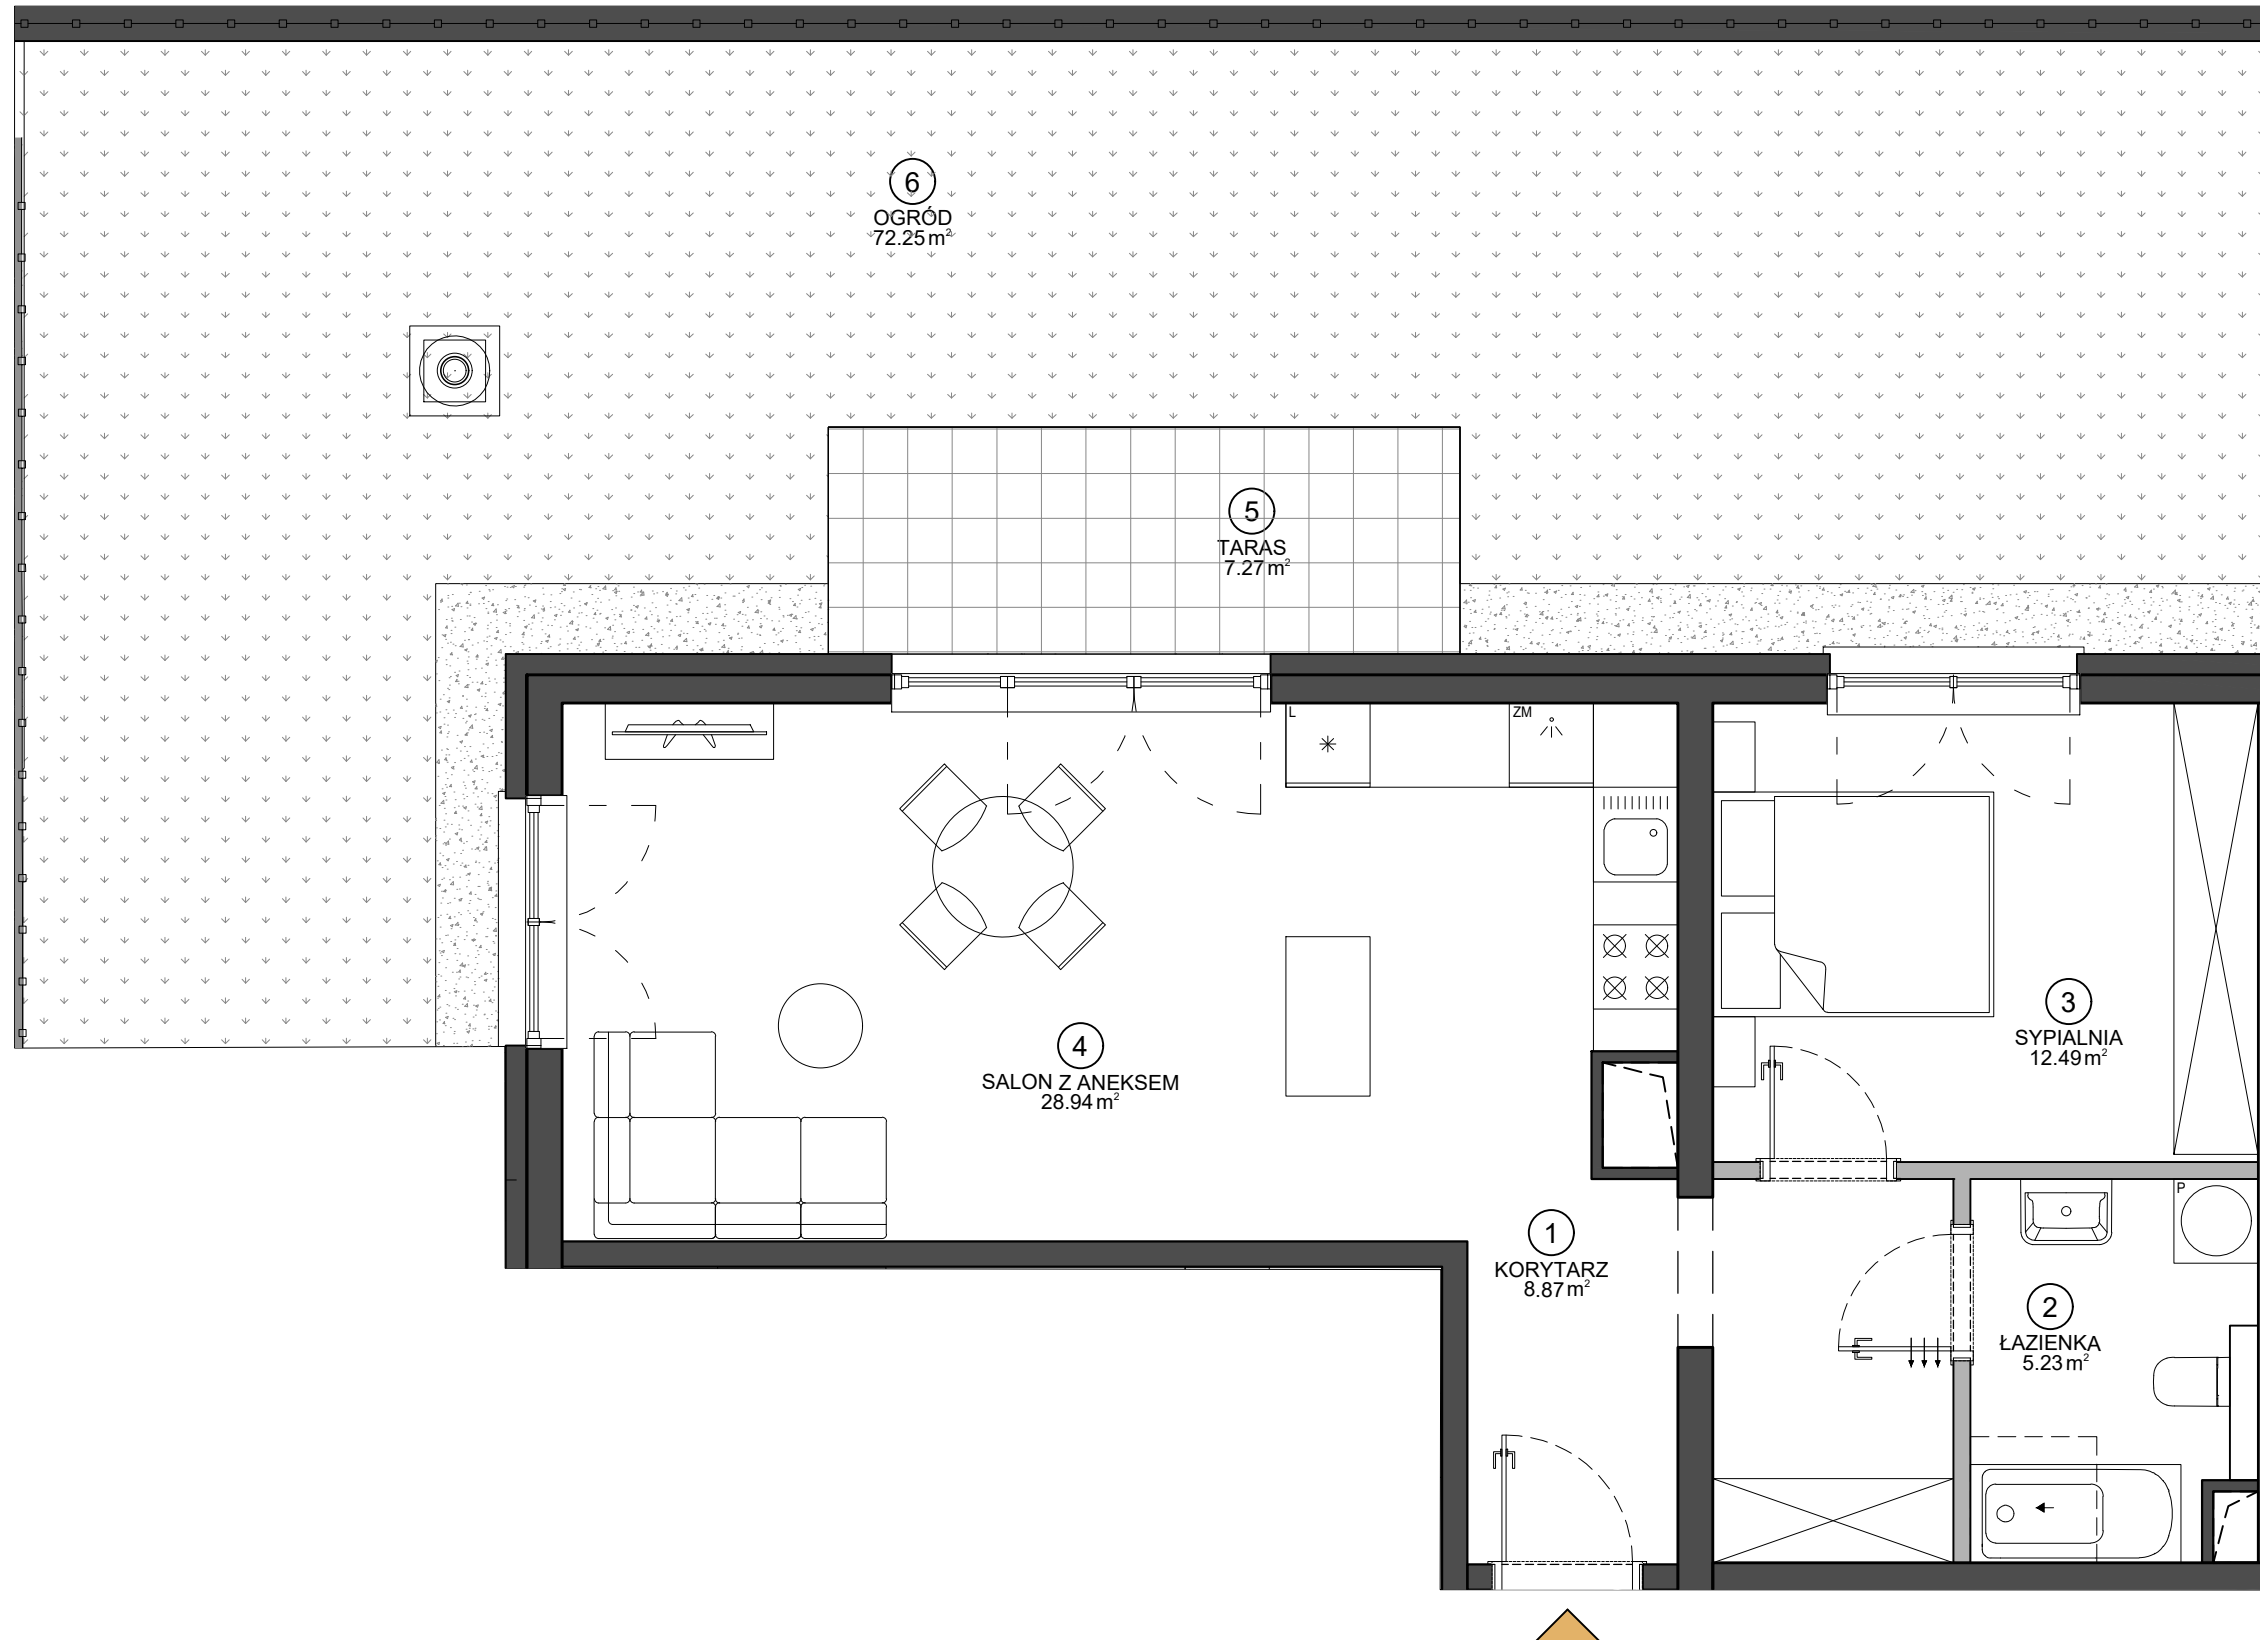 6
OGRÓD
72.25 m²
5
TARAS
7.27 m²
L
ZM
3
SYPIALNIA
12.49 m²
4
SALON Z ANEKSEM
28.94 m²
P
1
KORYTARZ
8.87 m²
2
ŁAZIENKA
5.23 m²